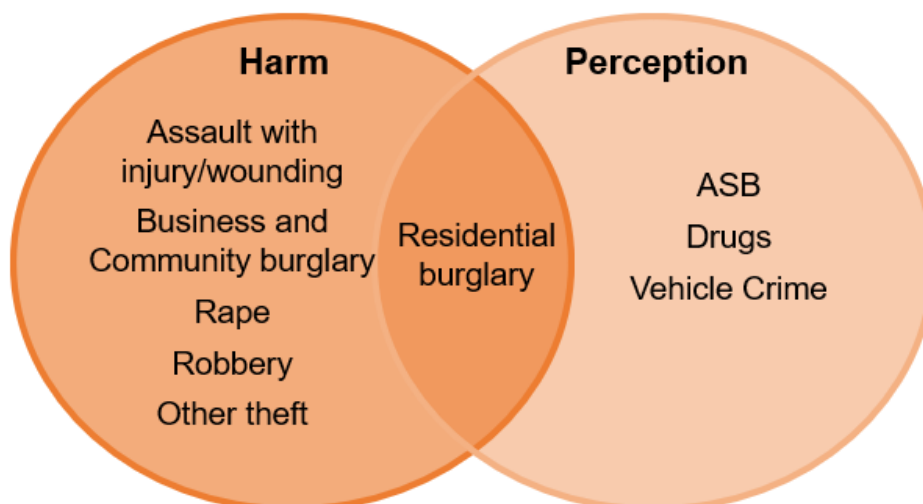 Harm
Assault with
injury/wounding
Business and
Community burglary
Rape
Robbery
Other theft
Residential
burglary
Perception
ASB
Drugs
Vehicle Crime